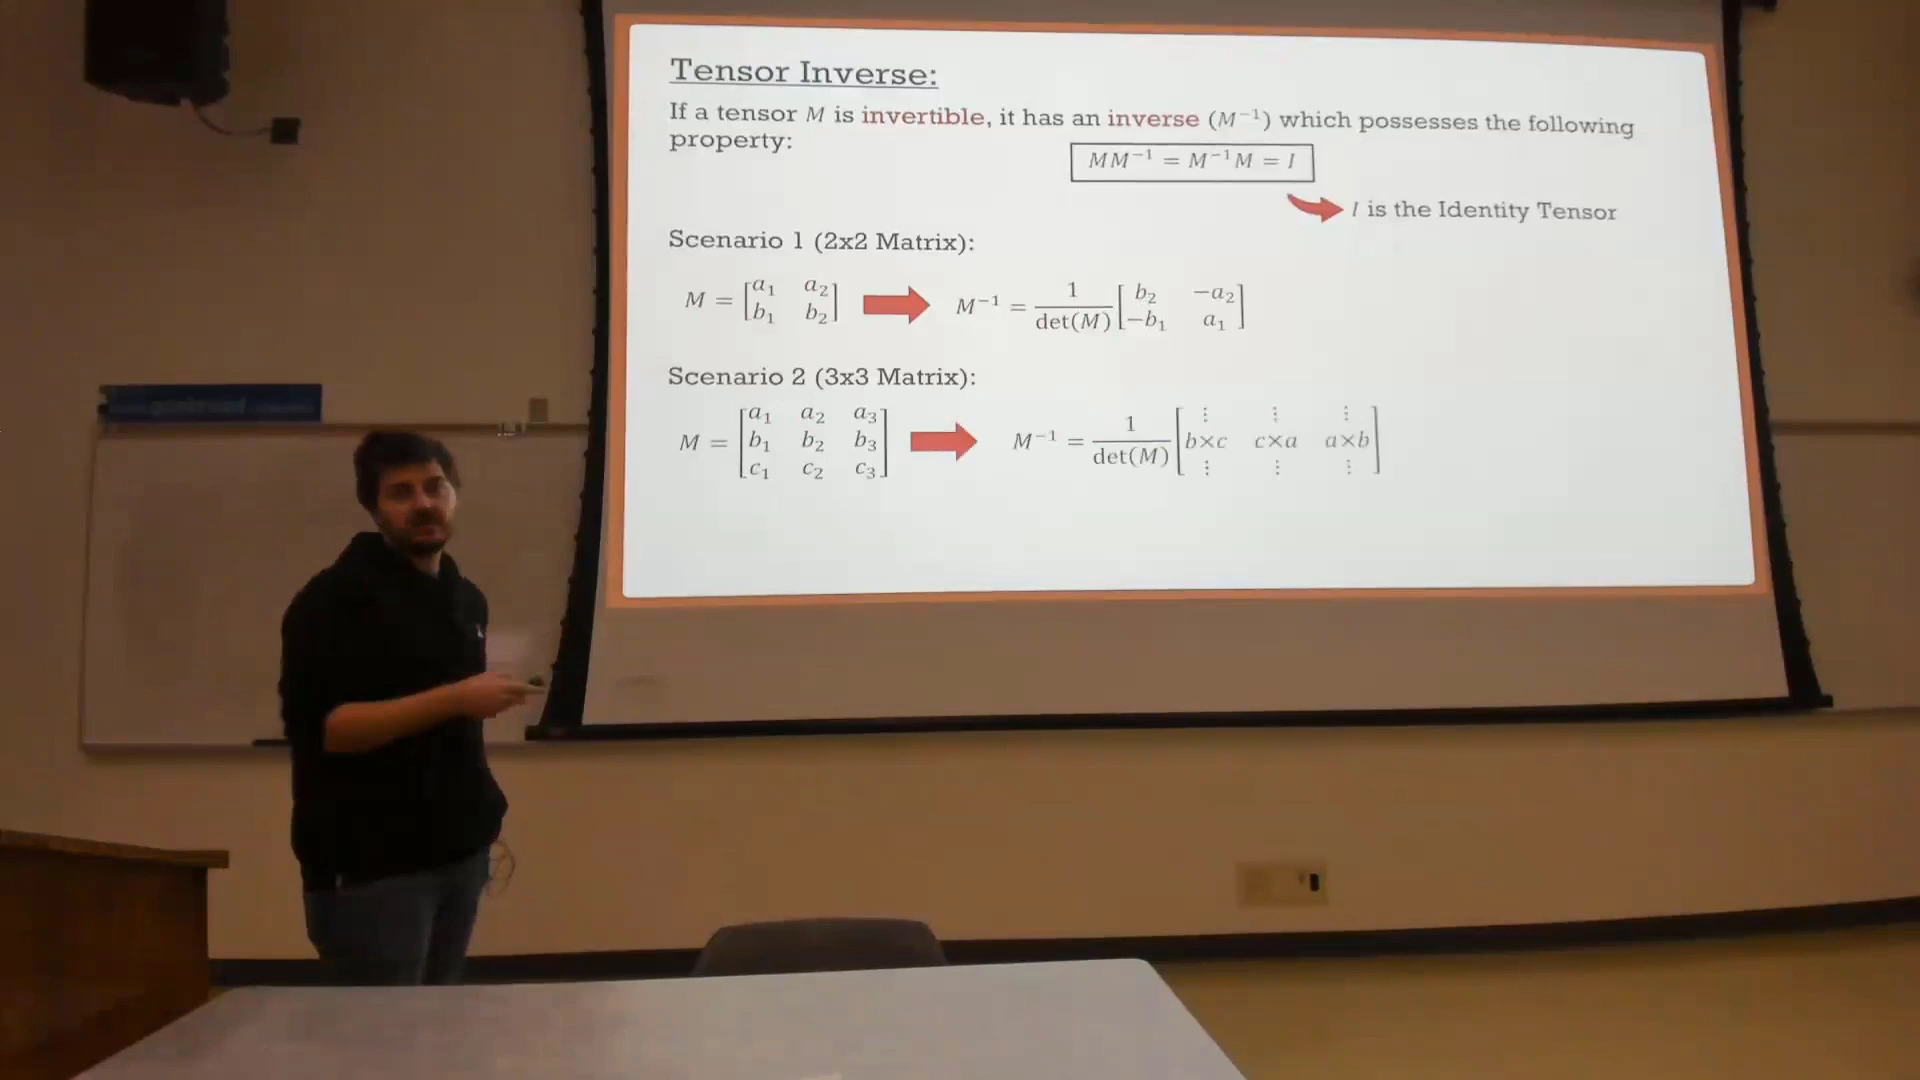 Tensor Inverse:
If a tensor M is invertible, it has an inverse (M⁻¹) which possesses the following
property:
MM⁻¹ = M⁻¹M = I
I is the Identity Tensor
Scenario 1 (2x2 Matrix):
M = [a₁ a₂; b₁ b₂] M⁻¹ = 1/det(M) [b₂ −a₂; −b₁ a₁]
Scenario 2 (3x3 Matrix):
M = [a₁ a₂ a₃; b₁ b₂ b₃; c₁ c₂ c₃] M⁻¹ = 1/det(M) [⋮ ⋮ ⋮; b×c c×a a×b; ⋮ ⋮ ⋮]